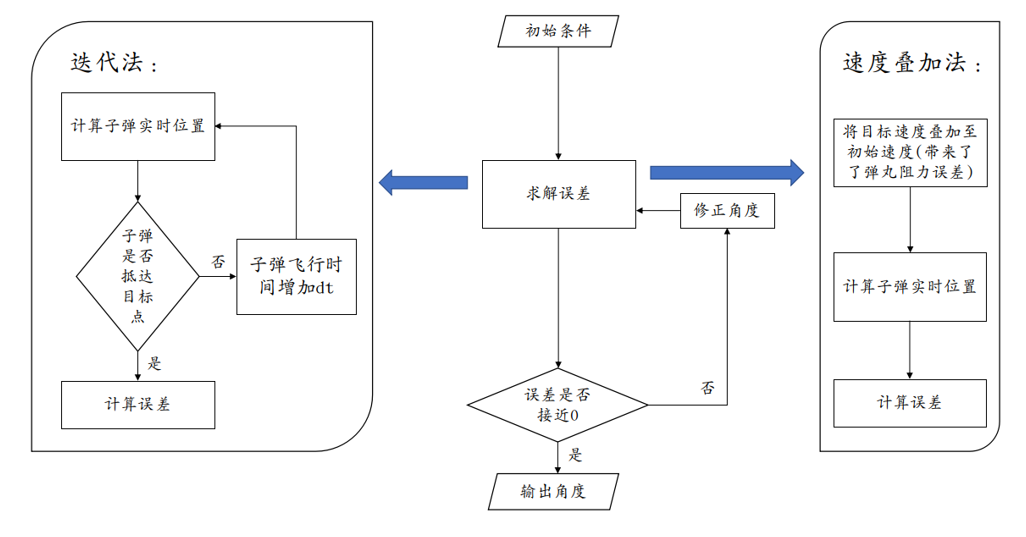 迭代法：
计算子弹实时位置
子弹
是否
抵达
目标
点
否
子弹飞行时
间增加dt
是
计算误差
初始条件
求解误差
修正角度
误差是否
接近0
否
是
输出角度
速度叠加法：
将目标速度叠加至
初始速度(带来了
了弹丸阻力误差)
计算子弹实时位置
计算误差